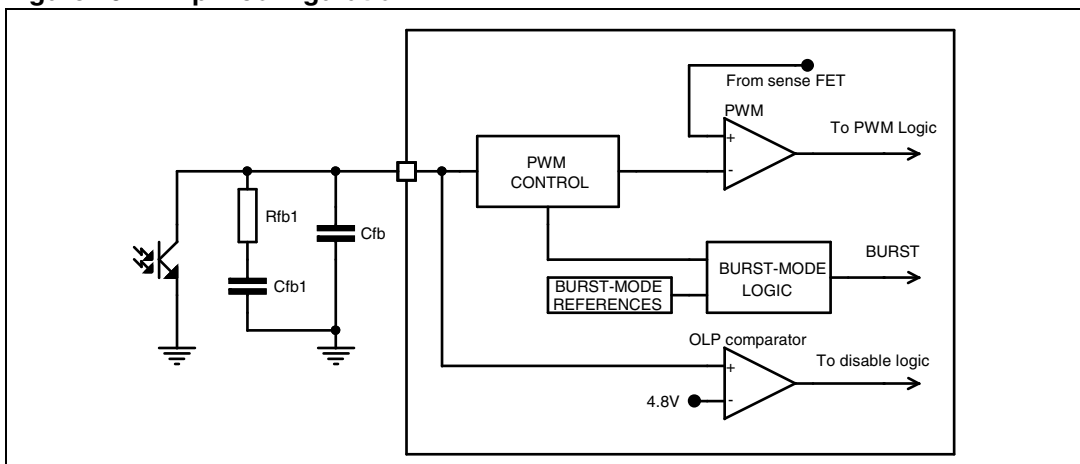 From sense FET
PWM
To PWM Logic
+
-
PWM
CONTROL
Rfb1
Cfb
Cfb1
BURST
BURST-MODE
LOGIC
BURST-MODE
REFERENCES
OLP comparator
To disable logic
+
4.8V
-